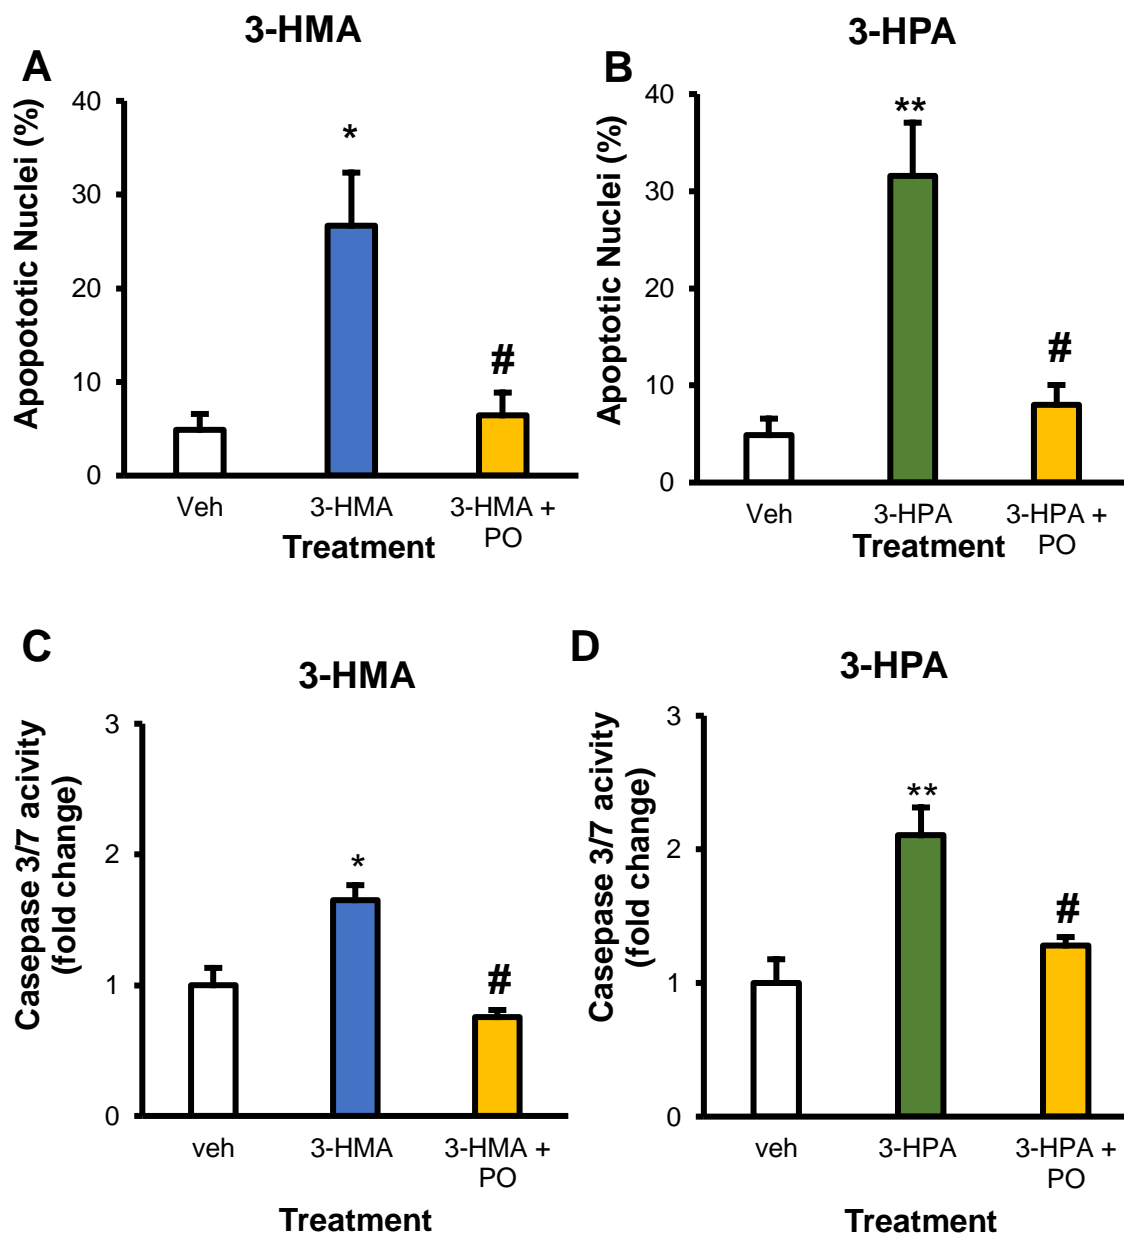 3-HMA
A
Apopototic Nuclei (%)
40
30
20
10
0
*
#
Veh
3-HMA
3-HMA +
PO
Treatment
3-HPA
B
Apoptotic Nuclei (%)
40
30
20
10
0
**
#
Veh
3-HPA
3-HPA +
PO
Treatment
C
3-HMA
Casepase 3/7 acivity
(fold change)
3
2
1
0
*
#
veh
3-HMA
3-HMA +
PO
Treatment
D
3-HPA
Casepase 3/7 acivity
(fold change)
3
2
1
0
**
#
veh
3-HPA
3-HPA +
PO
Treatment